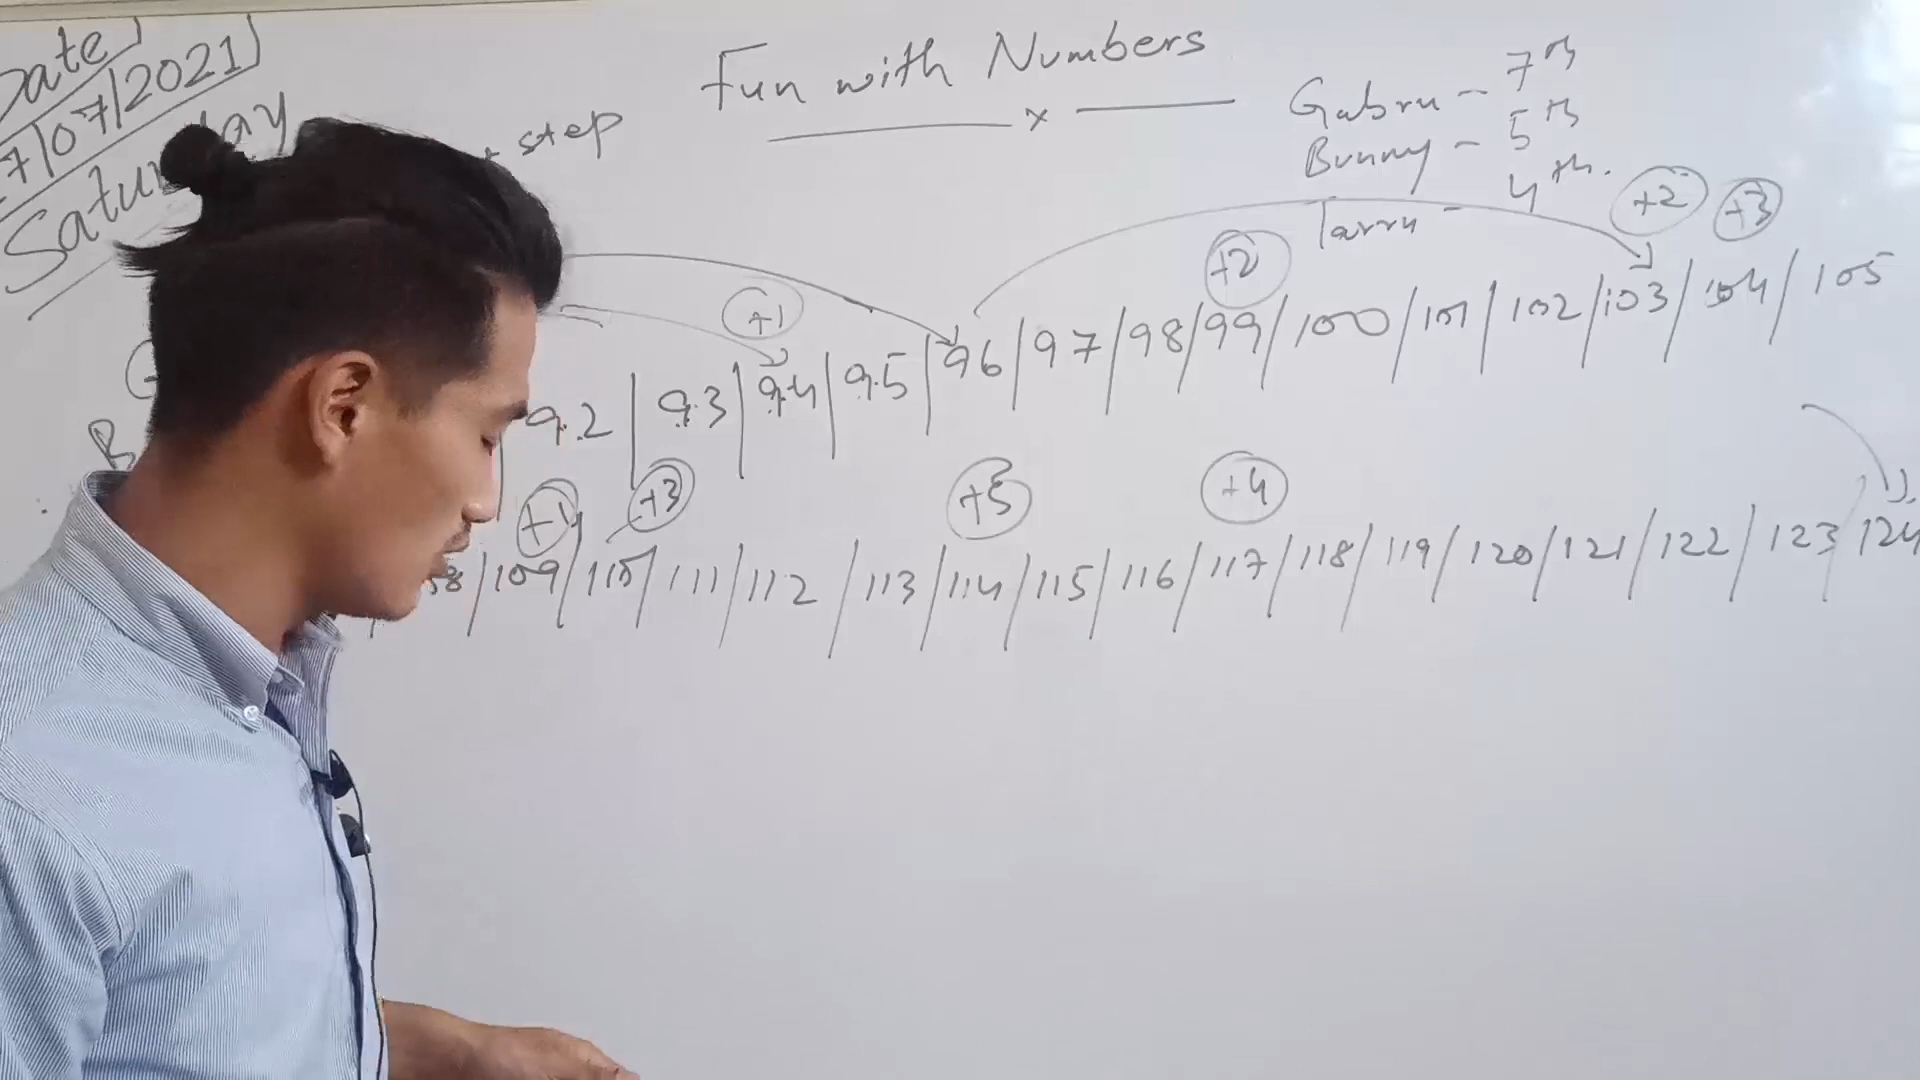 Date
7/07/2021
Saturday
step
Fun with Numbers
x
Gabru - 7th
Bunny - 5th
Tarru - 4th.
+1
+2
+2
+3
9.2 | 9.3 | 9.4 | 9.5 | 96 | 97 | 98 | 99 | 100 | 101 | 102 | 103 | 104 | 105
B
+1
+3
+5
+4
109 / 110 / 111 / 112 / 113 / 114 / 115 / 116 / 117 / 118 / 119 / 120 / 121 / 122 / 123 / 124